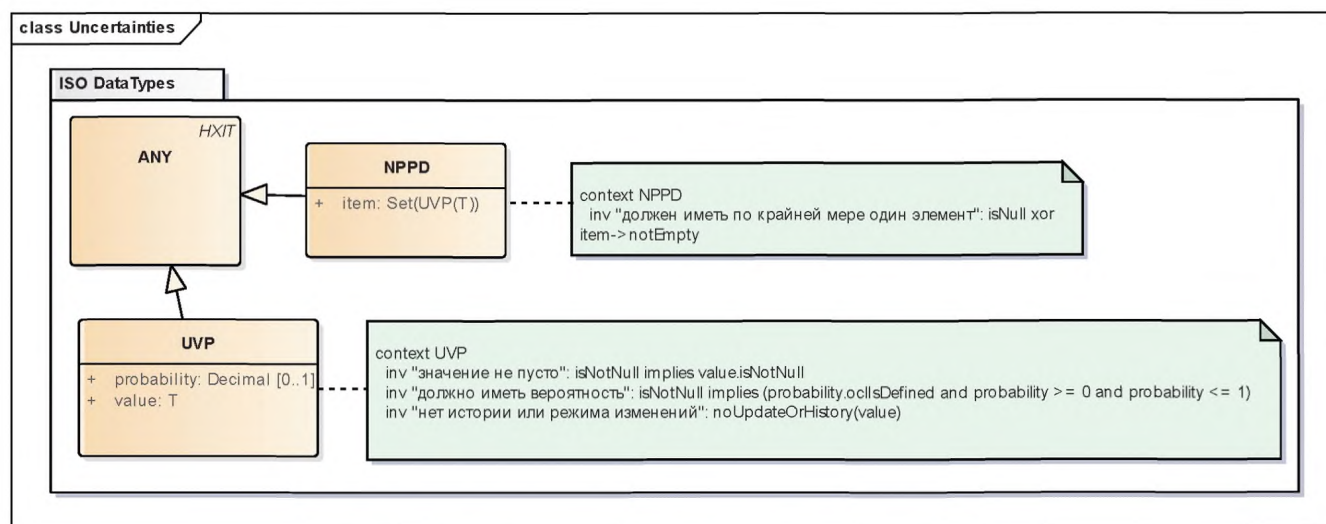 class Uncertainties
ISO DataTypes
HXIT
ANY
NPPD
+ item: Set(UVP(T))
context NPPD
inv "должен иметь по крайней мере один элемент": isNull xor
item-> notEmpty
UVP
+ probability: Decimal [0..1]
+ value: T
context UVP
inv "значение не пусто": isNotNull implies value.isNotNull
inv "должно иметь вероятность": isNotNull implies (probability.oclIsDefined and probability >= 0 and probability <= 1)
inv "нет истории или режима изменений": noUpdateOrHistory(value)